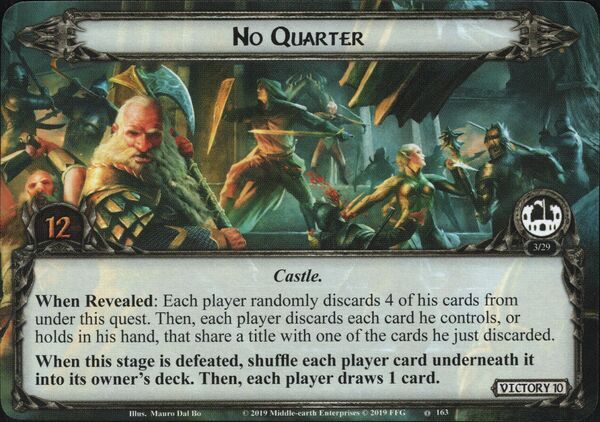 No Quarter
12
3/29
Castle.
When Revealed: Each player randomly discards 4 of his cards from
under this quest. Then, each player discards each card he controls, or
holds in his hand, that share a title with one of the cards he just discarded.
When this stage is defeated, shuffle each player card underneath it
into its owner's deck. Then, each player draws 1 card.
VICTORY 10
Illus. Mauro Dal Bo © 2019 Middle-earth Enterprises © 2019 FFG 163